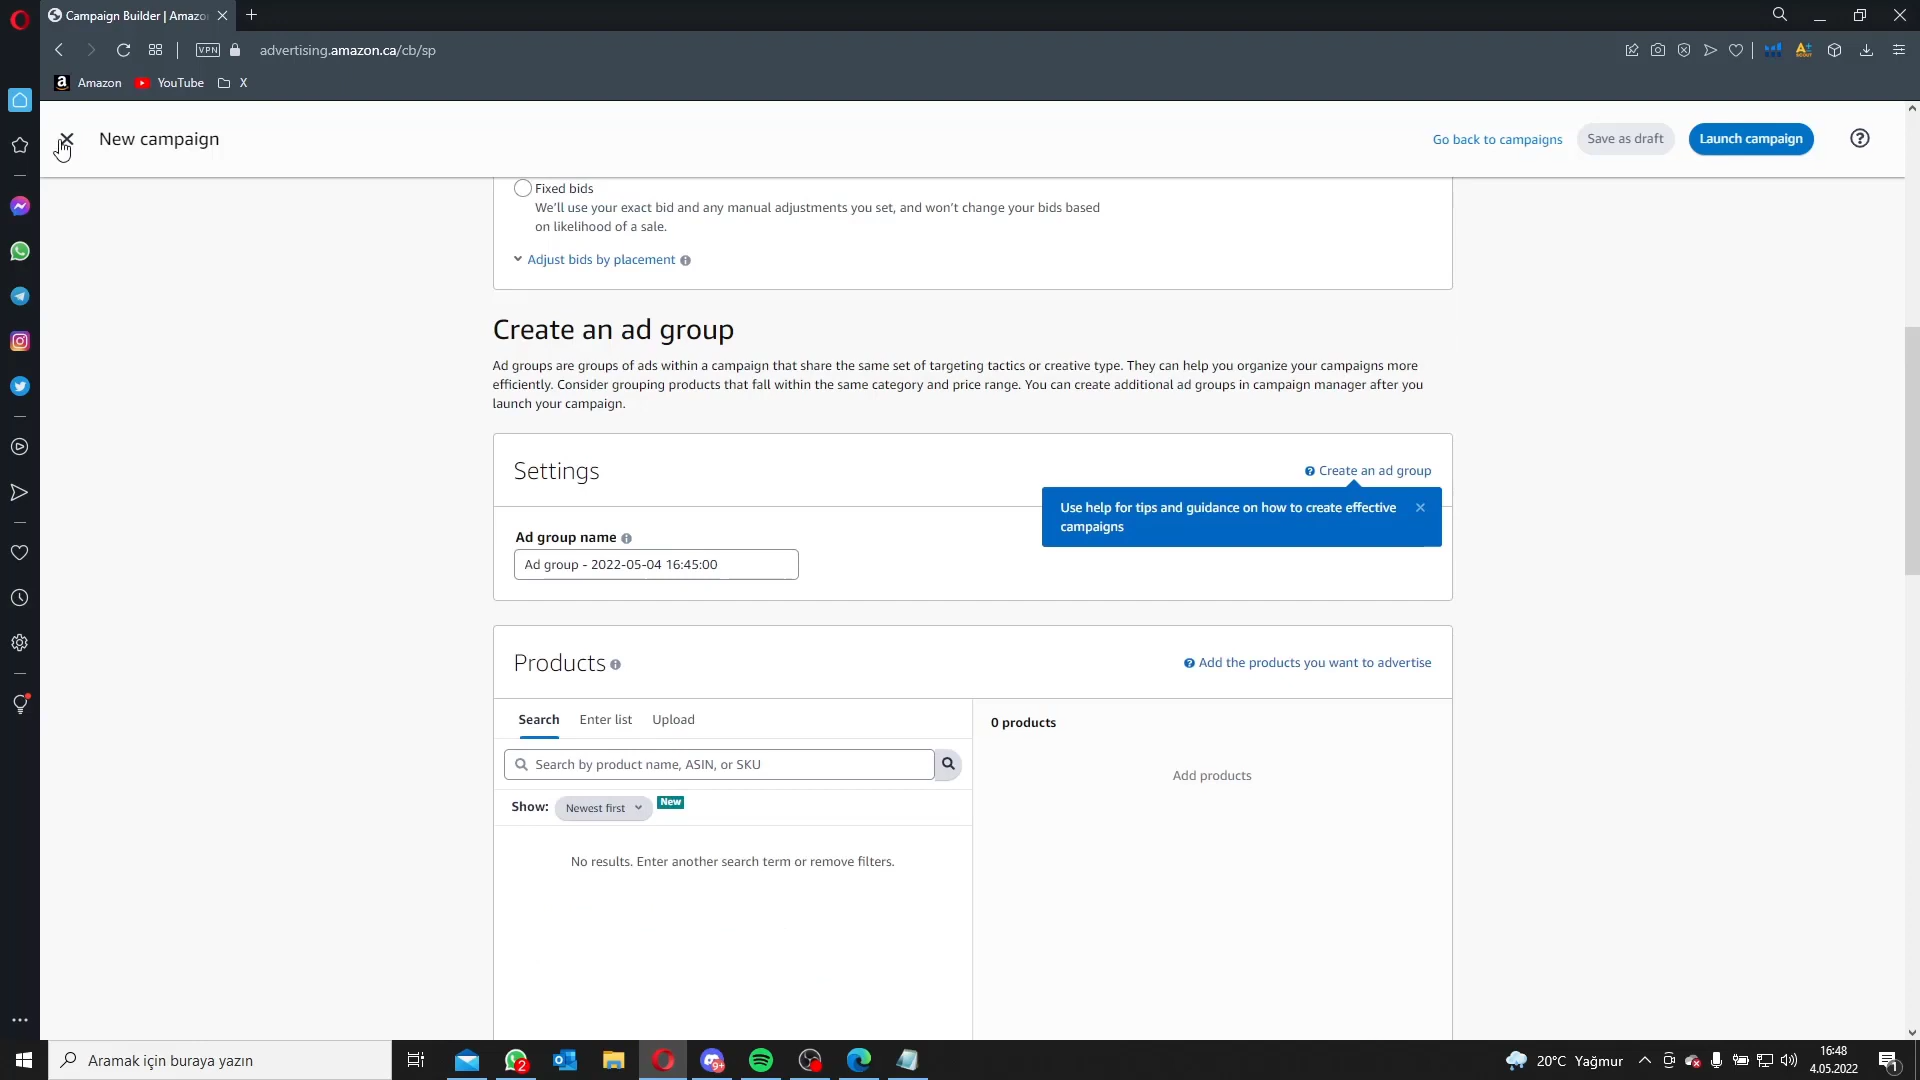 Campaign Builder | Amazo
VPN
advertising.amazon.ca/cb/sp
Amazon
YouTube
X
New campaign
Go back to campaigns
Save as draft
Launch campaign
Fixed bids
We'll use your exact bid and any manual adjustments you set, and won't change your bids based
on likelihood of a sale.
Adjust bids by placement
Create an ad group
Ad groups are groups of ads within a campaign that share the same set of targeting tactics or creative type. They can help you organize your campaigns more
efficiently. Consider grouping products that fall within the same category and price range. You can create additional ad groups in campaign manager after you
launch your campaign.
Settings
Create an ad group
Use help for tips and guidance on how to create effective
campaigns
Ad group name
Ad group - 2022-05-04 16:45:00
Products
Add the products you want to advertise
Search
Enter list
Upload
0 products
Search by product name, ASIN, or SKU
Add products
Show:
Newest first
New
No results. Enter another search term or remove filters.
Aramak için buraya yazın
2
9+
20°C Yağmur
16:48
4.05.2022
1